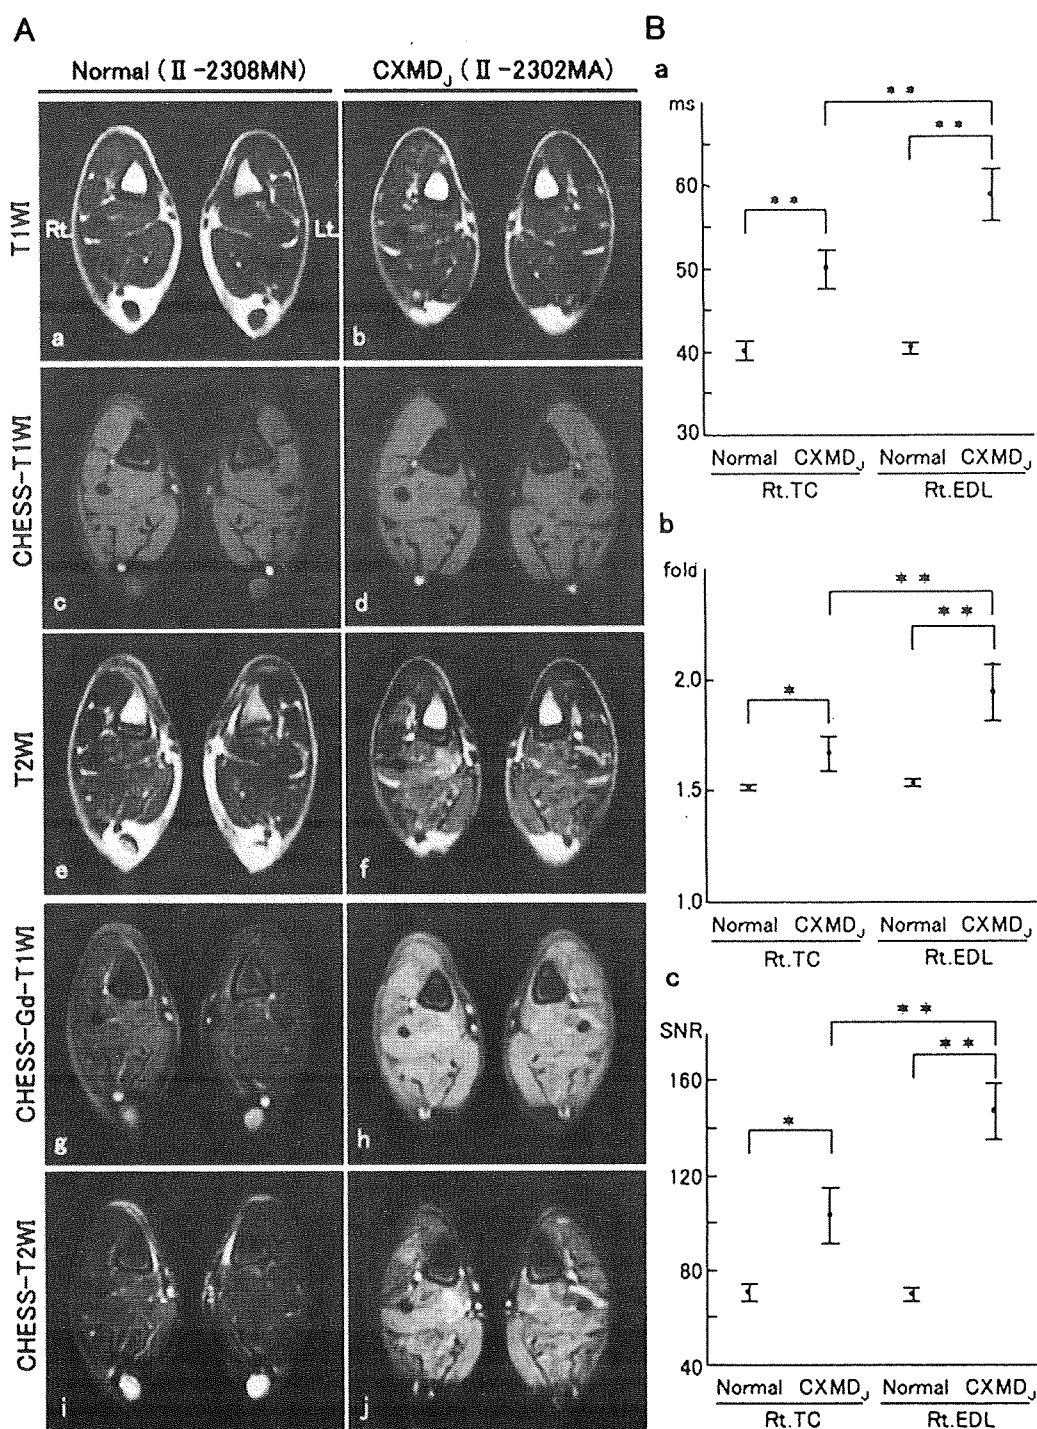 A
Normal (Ⅱ-2308MN)
CXMDJ (Ⅱ-2302MA)
T1WI
Rt.
Lt.
a
b
CHESS-T1WI
c
d
T2WI
e
f
CHESS-Gd-T1WI
g
h
CHESS-T2WI
i
j
B
a
ms
60
50
40
30
* *
* *
* *
Normal CXMDJ Normal CXMDJ
Rt.TC Rt.EDL
b
fold
2.0
1.5
1.0
* *
* *
*
Normal CXMDJ Normal CXMDJ
Rt.TC Rt.EDL
c
SNR
160
120
80
40
* *
* *
*
Normal CXMDJ Normal CXMDJ
Rt.TC Rt.EDL